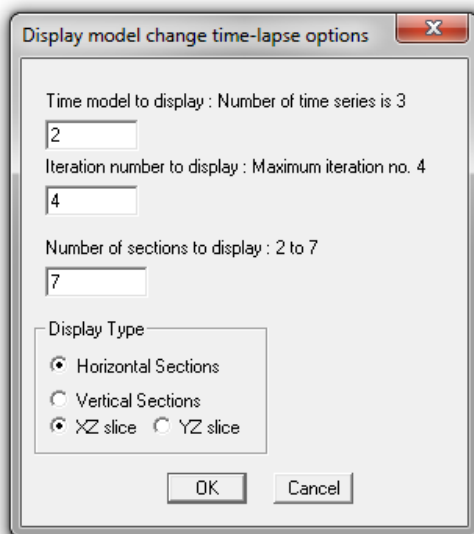 Display model change time-lapse options
Time model to display : Number of time series is 3
2
Iteration number to display : Maximum iteration no. 4
4
Number of sections to display : 2 to 7
7
Display Type
Horizontal Sections
Vertical Sections
XZ slice YZ slice
OK Cancel